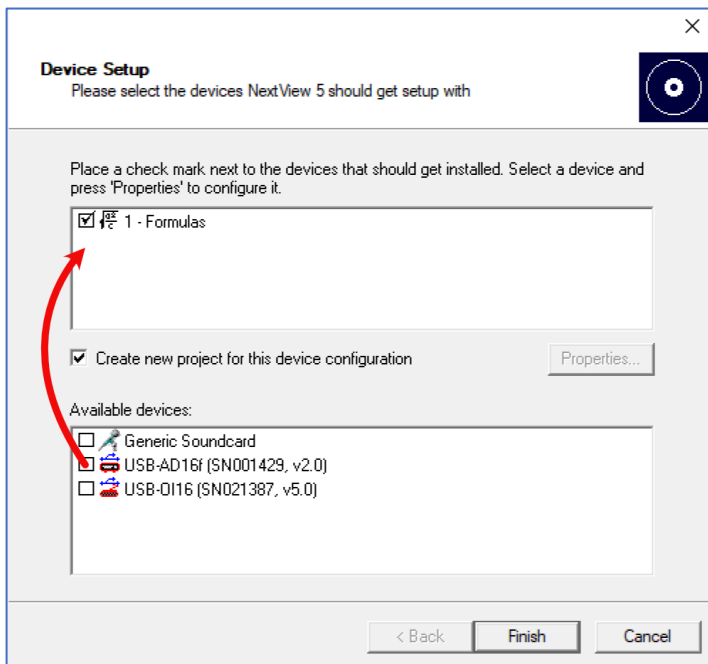 Device Setup
Please select the devices NextView 5 should get setup with
Place a check mark next to the devices that should get installed. Select a device and
press 'Properties' to configure it.
1 - Formulas
Create new project for this device configuration
Properties...
Available devices:
Generic Soundcard
USB-AD16f (SN001429, v2.0)
USB-OI16 (SN021387, v5.0)
< Back
Finish
Cancel